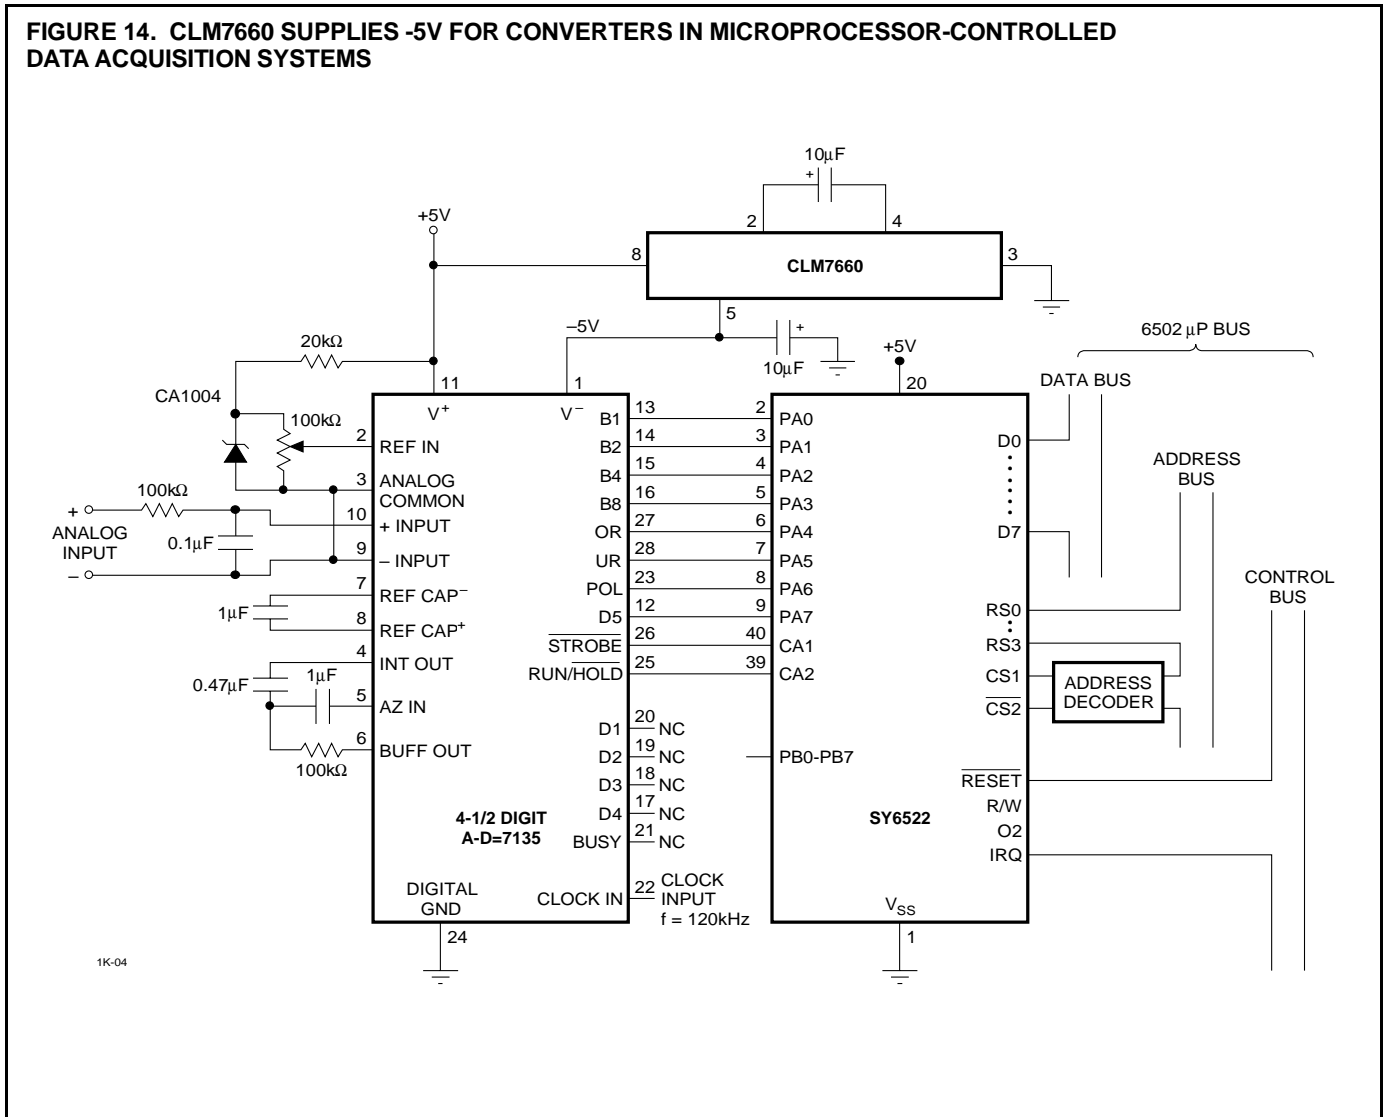 FIGURE 14. CLM7660 SUPPLIES -5V FOR CONVERTERS IN MICROPROCESSOR-CONTROLLED
DATA ACQUISITION SYSTEMS
10µF
+
+5V
2
4
8
CLM7660
3
5
–5V
+
10µF
+5V
6502 µP BUS
20kΩ
11
1
20
DATA BUS
CA1004
100kΩ
V+
V–
2
REF IN
3
ANALOG
COMMON
100kΩ
+
ANALOG
INPUT
–
0.1µF
10
+ INPUT
9
– INPUT
7
REF CAP–
1µF
8
REF CAP+
4
INT OUT
0.47µF
1µF
5
AZ IN
6
BUFF OUT
100kΩ
B1 13 2 PA0
B2 14 3 PA1
B4 15 4 PA2
B8 16 5 PA3
OR 27 6 PA4
UR 28 7 PA5
POL 23 8 PA6
D5 12 9 PA7
STROBE 26 40 CA1
RUN/HOLD 25 39 CA2
D1 20 NC
D2 19 NC
D3 18 NC
D4 17 NC
BUSY 21 NC
PB0-PB7
4-1/2 DIGIT
A-D=7135
SY6522
CLOCK IN 22 CLOCK
INPUT
f = 120kHz
DIGITAL
GND
24
VSS
1
D0
D7
ADDRESS
BUS
CONTROL
BUS
RS0
RS3
CS1
CS2
ADDRESS
DECODER
RESET
R/W
O2
IRQ
1K-04